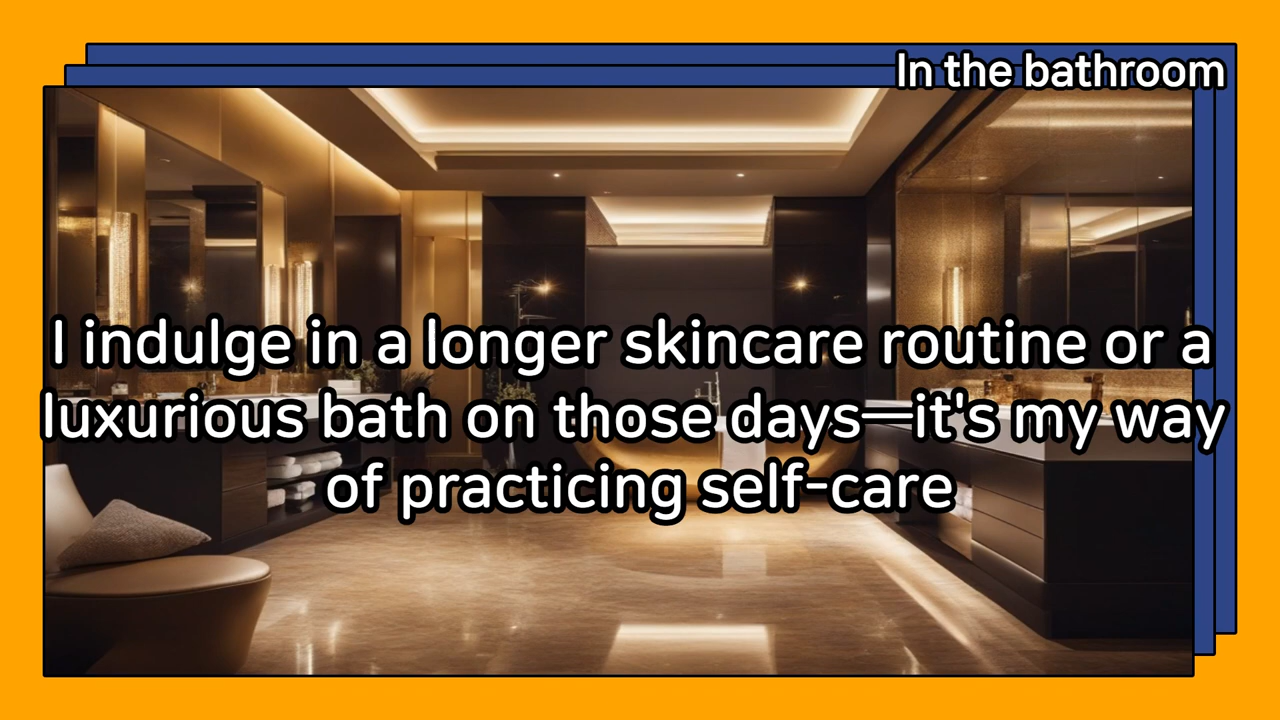 In the bathroom
I indulge in a longer skincare routine or a
luxurious bath on those days—it's my way
of practicing self-care